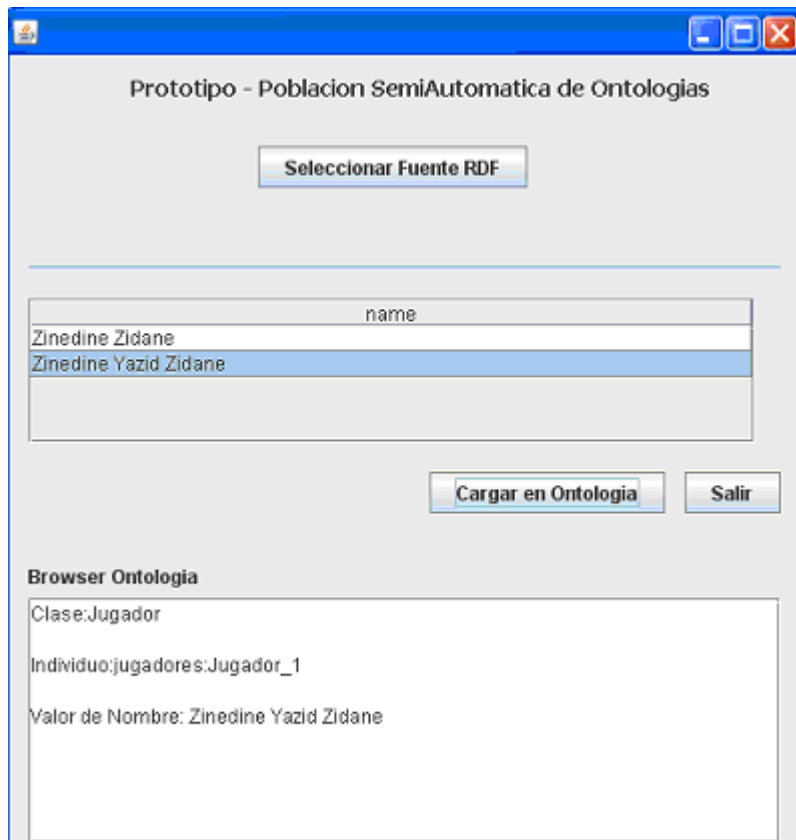 Prototipo - Poblacion SemiAutomatica de Ontologias
Seleccionar Fuente RDF
name
Zinedine Zidane
Zinedine Yazid Zidane
Cargar en Ontologia
Salir
Browser Ontologia
Clase:Jugador
Individuo:jugadores:Jugador_1
Valor de Nombre: Zinedine Yazid Zidane